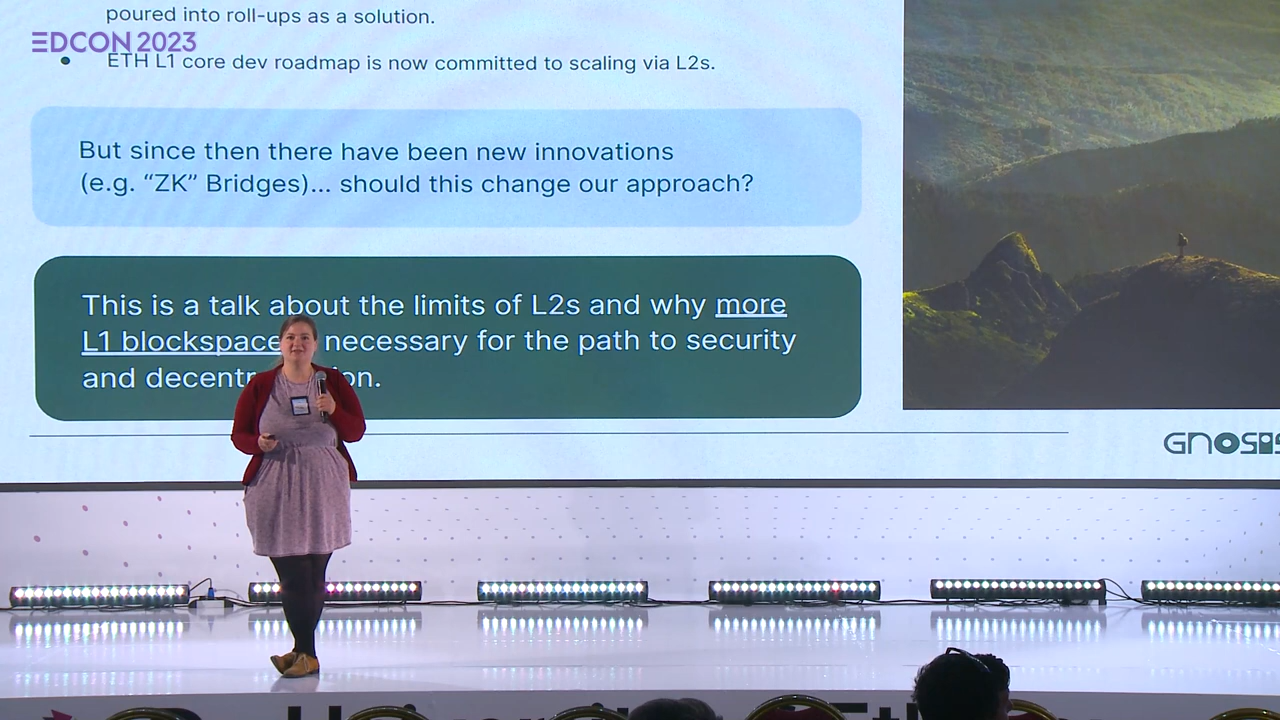 poured into roll-ups as a solution.
EDCON 2023
• ETH L1 core dev roadmap is now committed to scaling via L2s.
But since then there have been new innovations
(e.g. “ZK” Bridges)... should this change our approach?
This is a talk about the limits of L2s and why more
L1 blockspace necessary for the path to security
and
GNOSIS